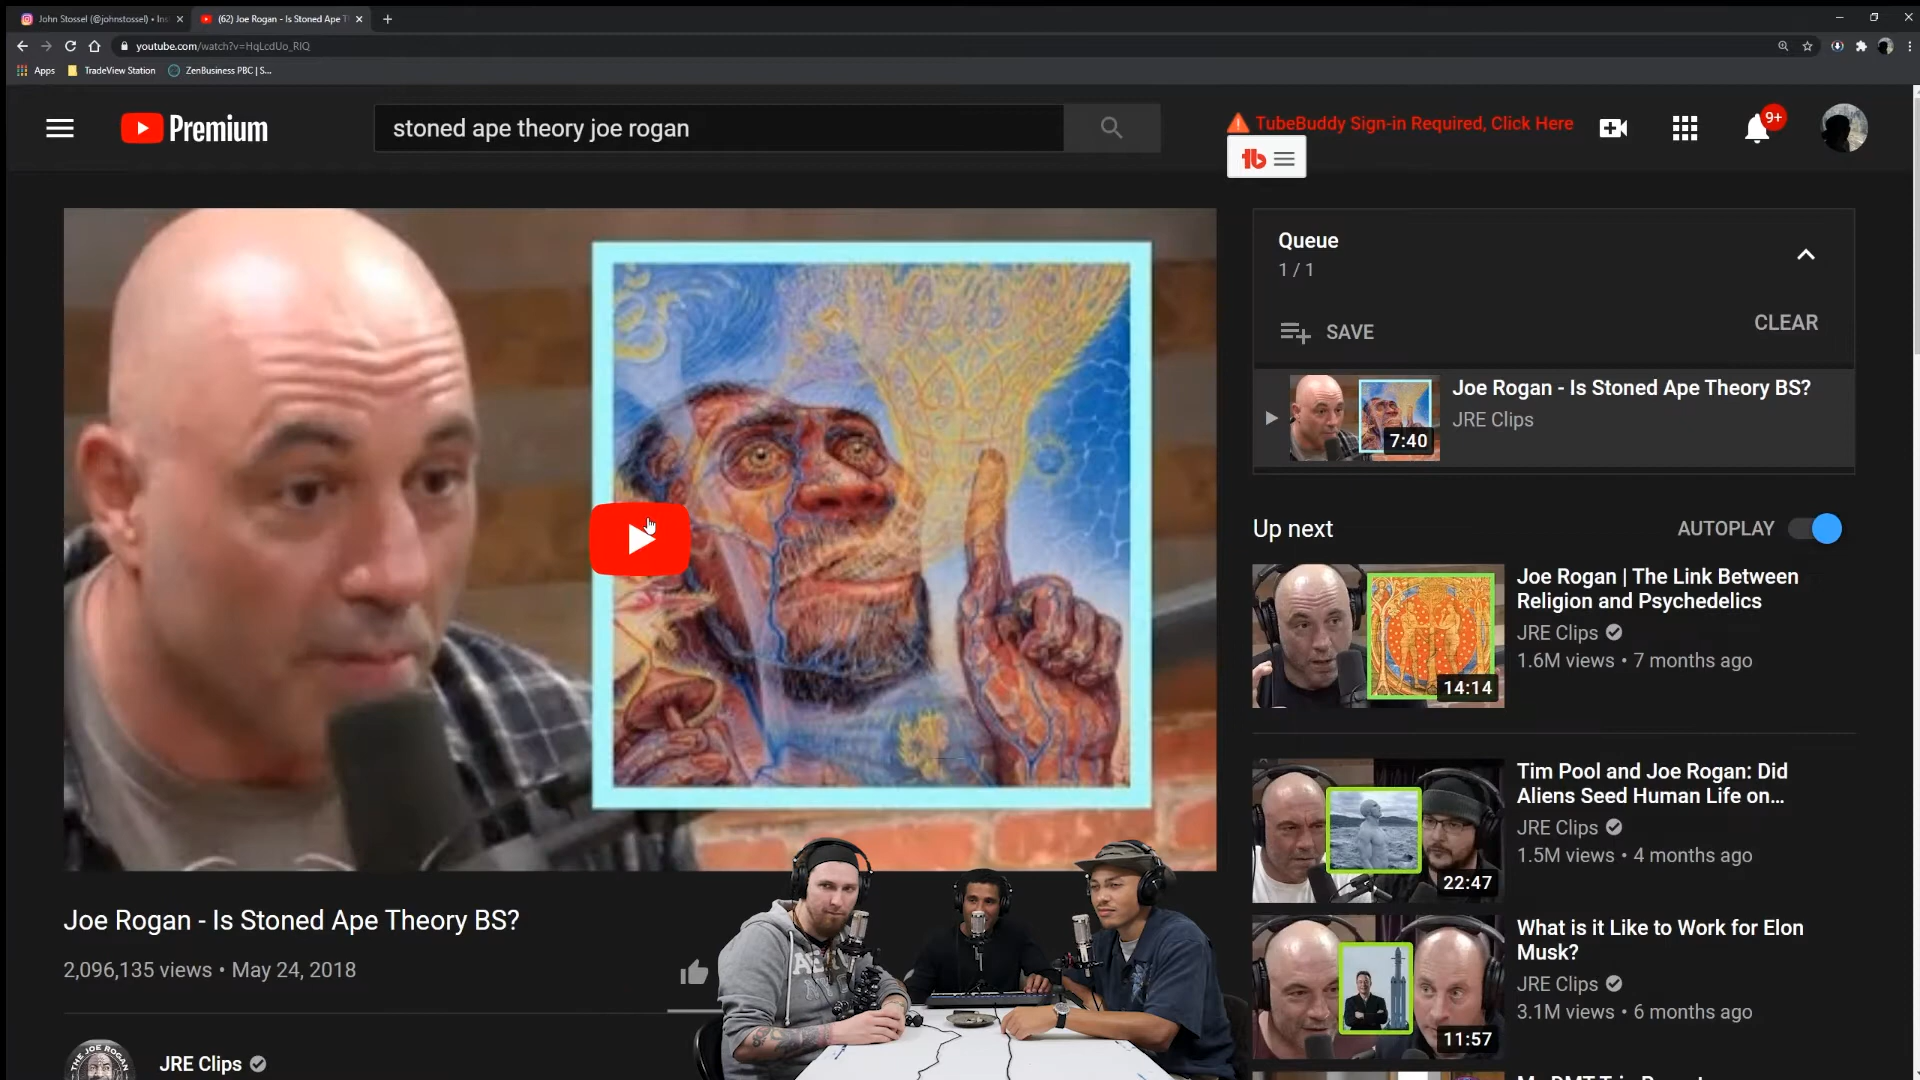 John Stossel (@johnstossel) • Ins
(62) Joe Rogan - Is Stoned Ape T
youtube.com/watch?v=HqLcdUo_RIQ
Apps
TradeView Station
ZenBusiness PBC | S...
Premium
stoned ape theory joe rogan
TubeBuddy Sign-in Required, Click Here
tb
9+
Queue
1 / 1
SAVE
CLEAR
Joe Rogan - Is Stoned Ape Theory BS?
JRE Clips
7:40
Up next
AUTOPLAY
Joe Rogan | The Link Between
Religion and Psychedelics
JRE Clips
1.6M views • 7 months ago
14:14
Tim Pool and Joe Rogan: Did
Aliens Seed Human Life on...
JRE Clips
1.5M views • 4 months ago
22:47
What is it Like to Work for Elon
Musk?
JRE Clips
3.1M views • 6 months ago
11:57
Joe Rogan - Is Stoned Ape Theory BS?
2,096,135 views • May 24, 2018
THE JOE ROGAN
JRE Clips